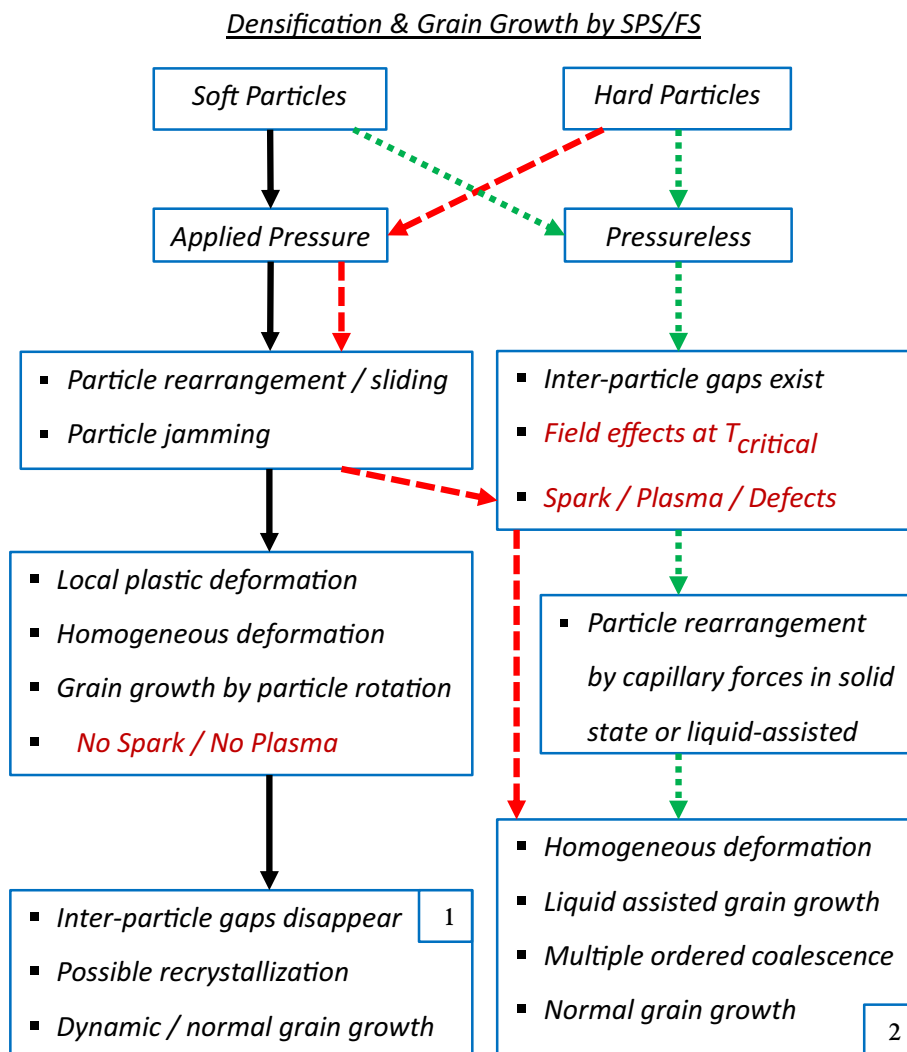 Densification & Grain Growth by SPS/FS
Soft Particles
Hard Particles
Applied Pressure
Pressureless
▪ Particle rearrangement / sliding
▪ Particle jamming
▪ Inter-particle gaps exist
▪ Field effects at T critical
▪ Spark / Plasma / Defects
▪ Local plastic deformation
▪ Homogeneous deformation
▪ Grain growth by particle rotation
▪ No Spark / No Plasma
▪ Particle rearrangement
by capillary forces in solid
state or liquid-assisted
▪ Inter-particle gaps disappear
1
▪ Possible recrystallization
▪ Dynamic / normal grain growth
▪ Homogeneous deformation
▪ Liquid assisted grain growth
▪ Multiple ordered coalescence
▪ Normal grain growth
2